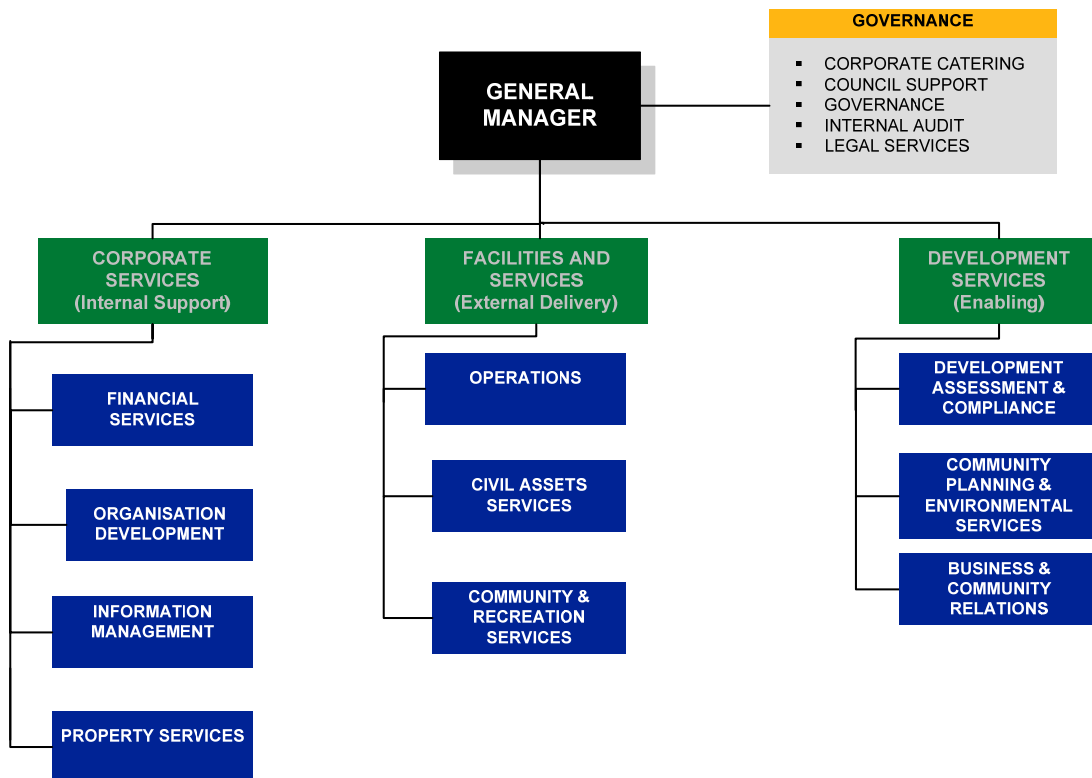 GOVERNANCE
▪ CORPORATE CATERING
▪ COUNCIL SUPPORT
▪ GOVERNANCE
▪ INTERNAL AUDIT
▪ LEGAL SERVICES
GENERAL
MANAGER
CORPORATE
SERVICES
(Internal Support)
FINANCIAL
SERVICES
ORGANISATION
DEVELOPMENT
INFORMATION
MANAGEMENT
PROPERTY SERVICES
FACILITIES AND
SERVICES
(External Delivery)
OPERATIONS
CIVIL ASSETS
SERVICES
COMMUNITY &
RECREATION
SERVICES
DEVELOPMENT
SERVICES
(Enabling)
DEVELOPMENT
ASSESSMENT &
COMPLIANCE
COMMUNITY
PLANNING &
ENVIRONMENTAL
SERVICES
BUSINESS &
COMMUNITY
RELATIONS